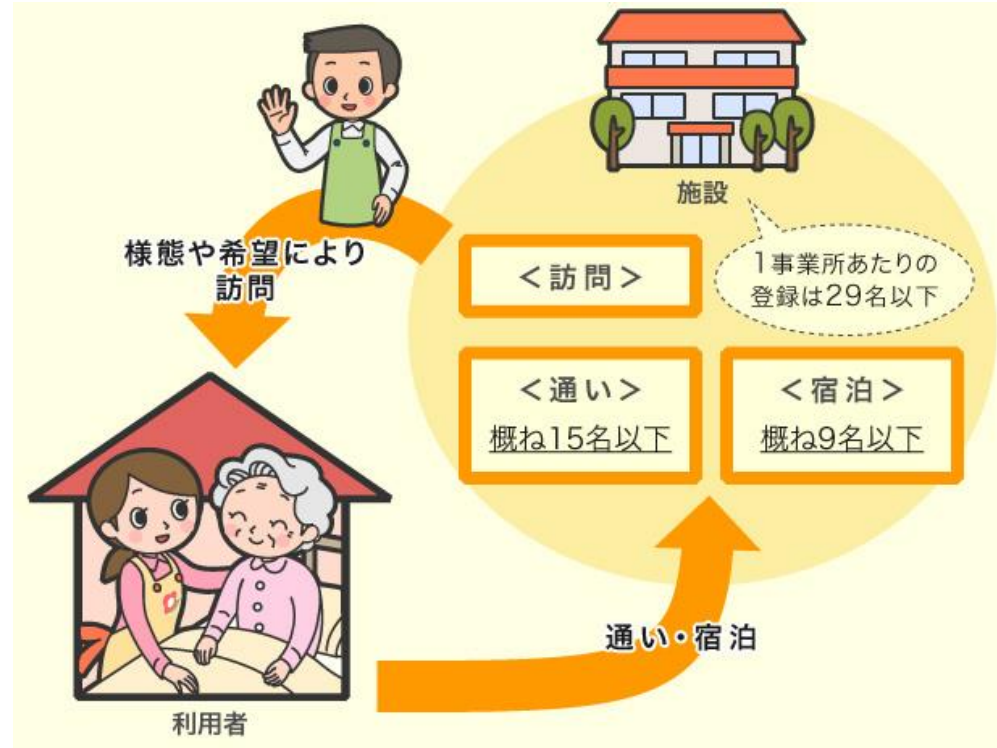 施設
様態や希望により
訪問
＜訪問＞
1事業所あたりの
登録は29名以下
＜通い＞
概ね15名以下
＜宿泊＞
概ね9名以下
通い・宿泊
利用者